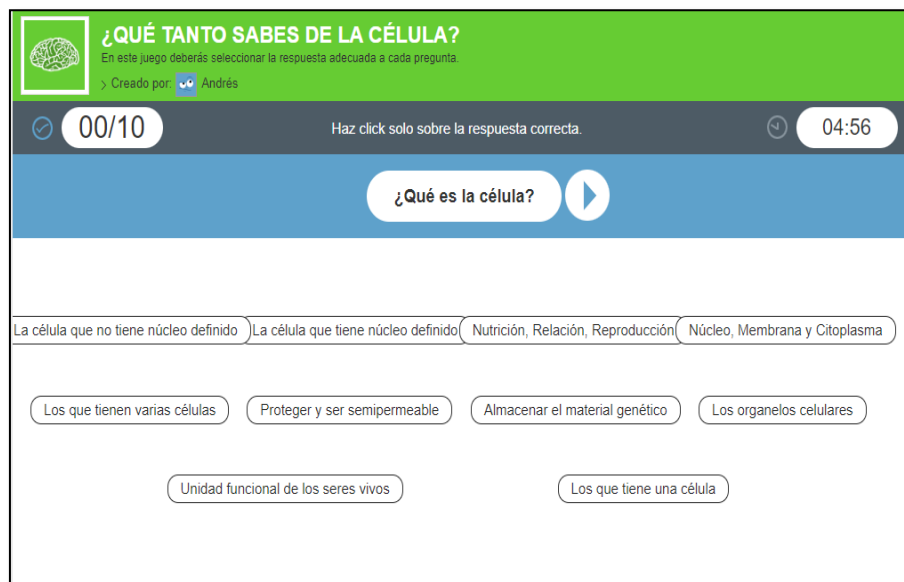 ¿QUÉ TANTO SABES DE LA CÉLULA?
En este juego deberás seleccionar la respuesta adecuada a cada pregunta.
> Creado por: Andrés
00/10
Haz click solo sobre la respuesta correcta.
04:56
¿Qué es la célula?
La célula que no tiene núcleo definido
La célula que tiene núcleo definido
Nutrición, Relación, Reproducción
Núcleo, Membrana y Citoplasma
Los que tienen varias células
Proteger y ser semipermeable
Almacenar el material genético
Los organelos celulares
Unidad funcional de los seres vivos
Los que tiene una célula